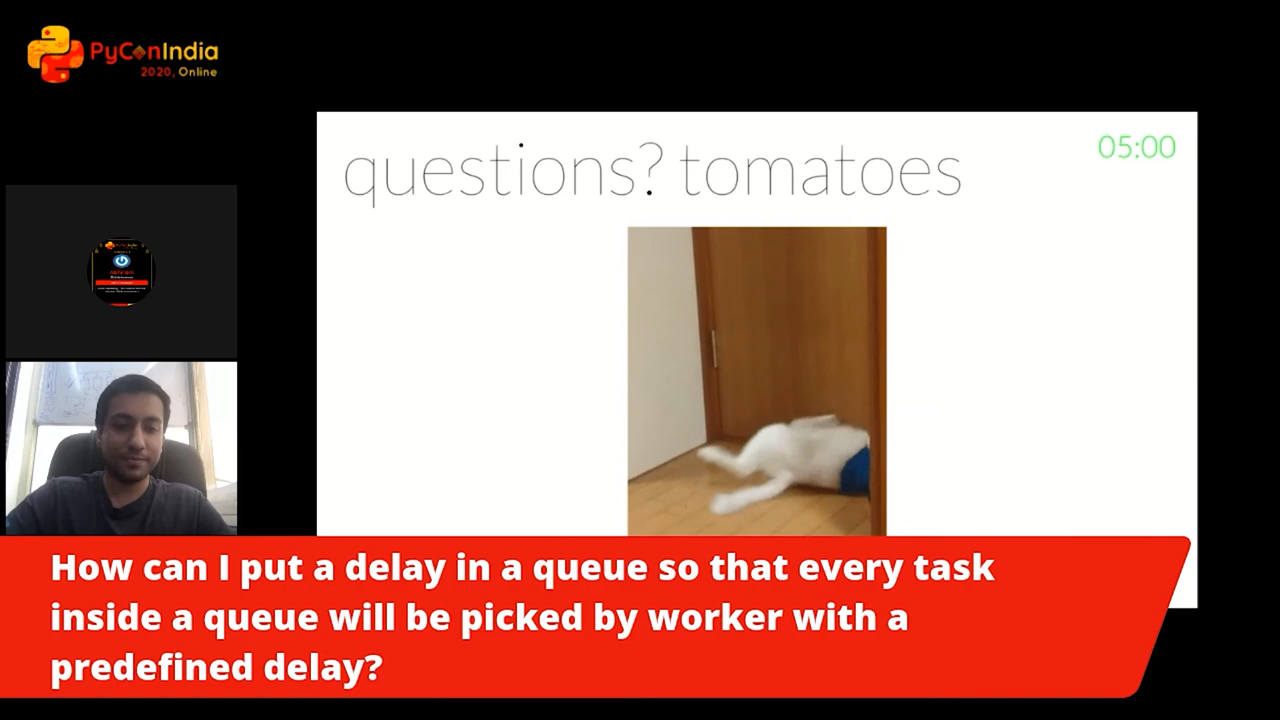 PyConIndia
2020, Online
questions? tomatoes
05:00
How can I put a delay in a queue so that every task
inside a queue will be picked by worker with a
predefined delay?